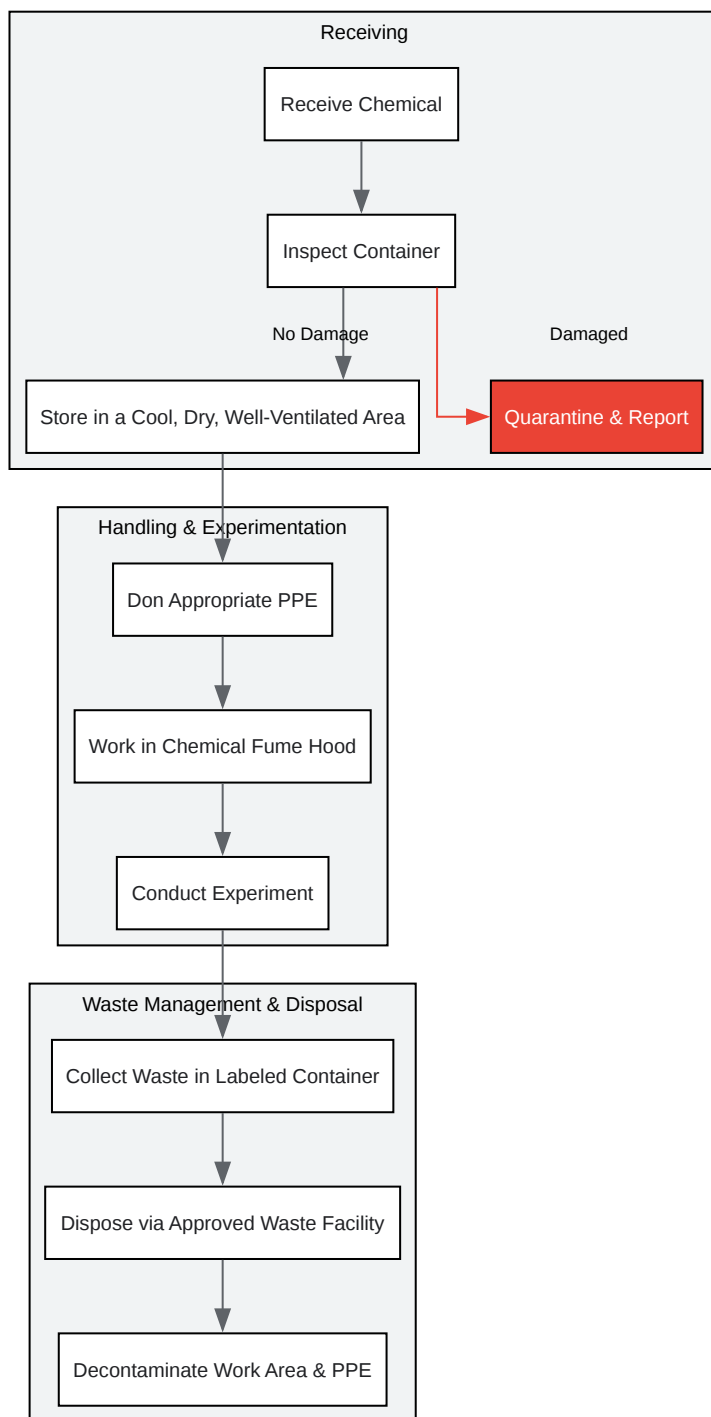 Receiving
Receive Chemical
Inspect Container
No Damage
Damaged
Store in a Cool, Dry, Well-Ventilated Area
Quarantine & Report
Handling & Experimentation
Don Appropriate PPE
Work in Chemical Fume Hood
Conduct Experiment
Waste Management & Disposal
Collect Waste in Labeled Container
Dispose via Approved Waste Facility
Decontaminate Work Area & PPE